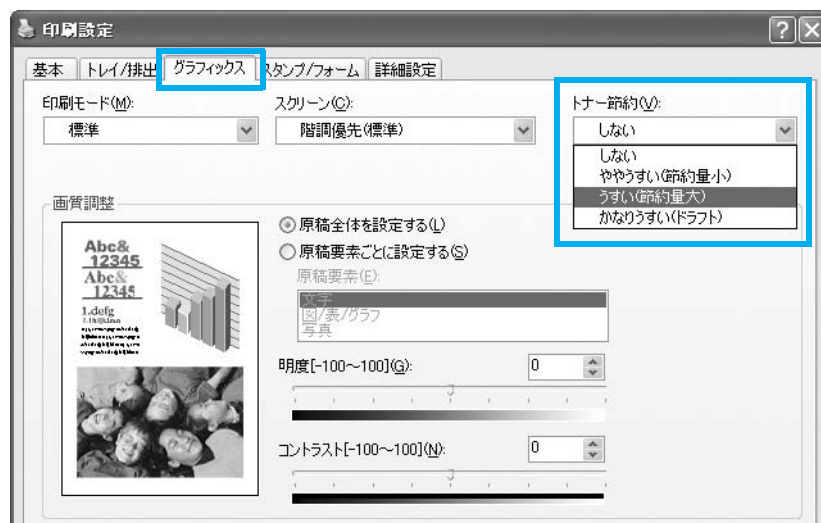 印刷設定
基本 トレイ/排出 グラフィックス スタンプ/フォーム 詳細設定
印刷モード(M):
標準
スクリーン(C):
階調優先(標準)
トナー節約(V):
しない
しない
ややうすい(節約量小)
うすい(節約量大)
かなりうすい(ドラフト)
画質調整
Abc&
12345
Abc&
12345
1.defg
原稿全体を設定する(L)
原稿要素ごとに設定する(S)
原稿要素(E):
文字
図/表/グラフ
写真
明度[-100～100](G):
0
コントラスト[-100～100](N):
0